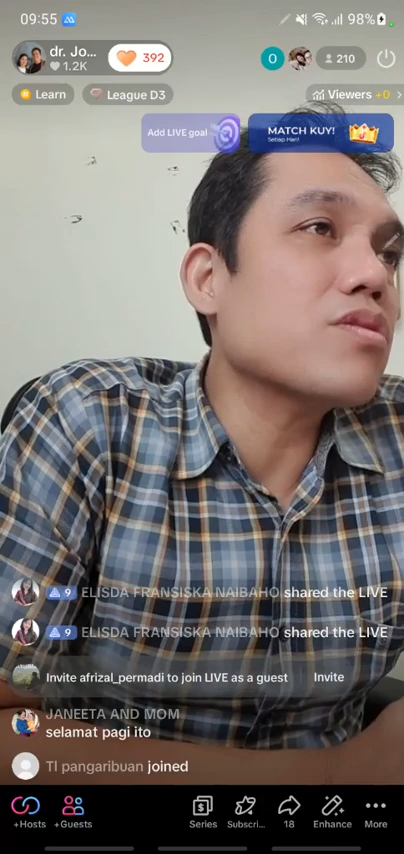 09:55
98%
dr. Jo...
1.2K
392
0
210
Learn
League D3
Viewers +0 >
Add LIVE goal
MATCH KUY!
Setiap Hari!
9 ELISDA FRANSISKA NAIBAHO shared the LIVE
9 ELISDA FRANSISKA NAIBAHO shared the LIVE
Invite afrizal_permadi to join LIVE as a guest
Invite
JANEETA AND MOM
selamat pagi ito
TI pangaribuan joined
+Hosts
+Guests
Series
Subscri...
18
Enhance
More